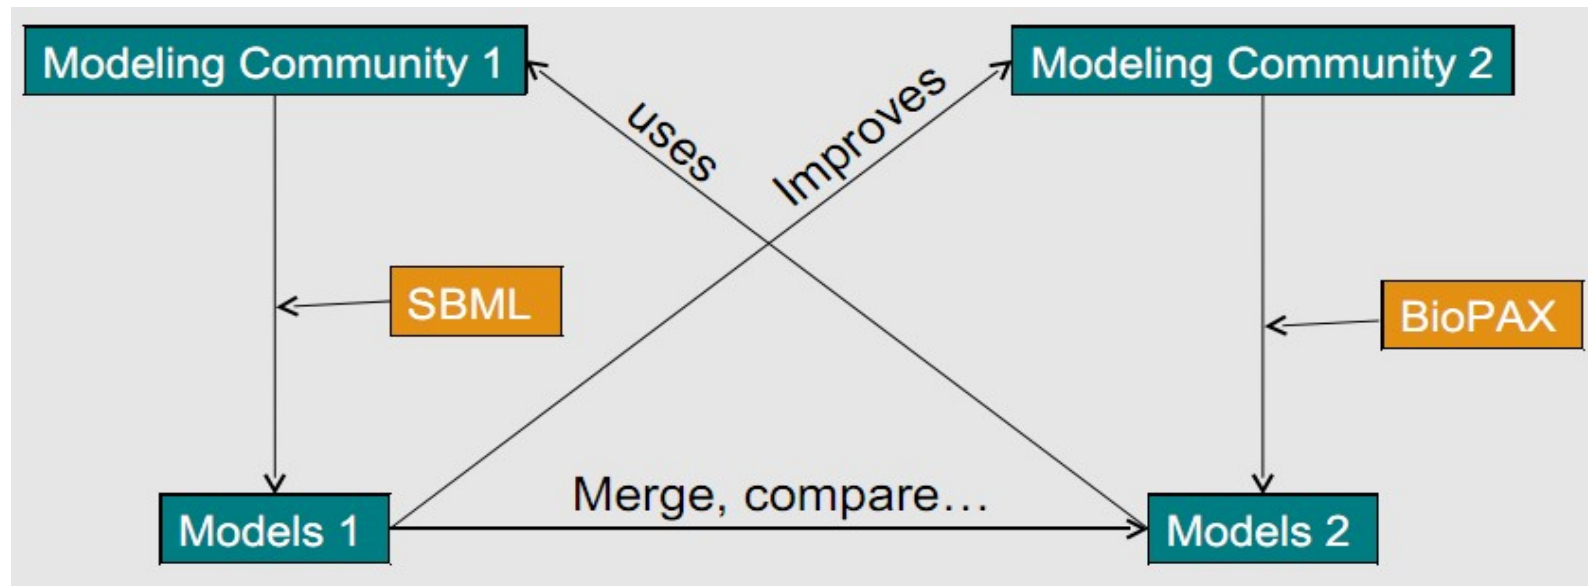 Modeling Community 1
Modeling Community 2
uses
Improves
SBML
BioPAX
Merge, compare…
Models 1
Models 2